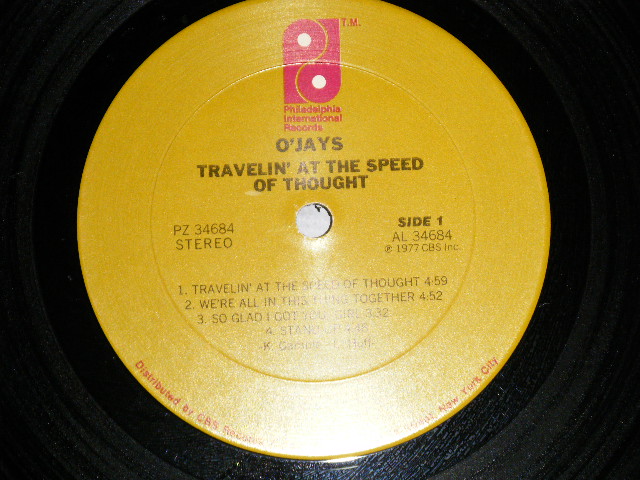 T.M.
Philadelphia
International
Records
O'JAYS
TRAVELIN' AT THE SPEED
OF THOUGHT
PZ 34684
STEREO
SIDE 1
AL 34684
℗ 1977 CBS Inc.
1. TRAVELIN' AT THE SPEED OF THOUGHT 4:59
2. WE'RE ALL IN THIS THING TOGETHER 4:52
3. SO GLAD I GOT YOU, GIRL 3:32
4. STAND
K.
Distributed by CBS Records
New York City